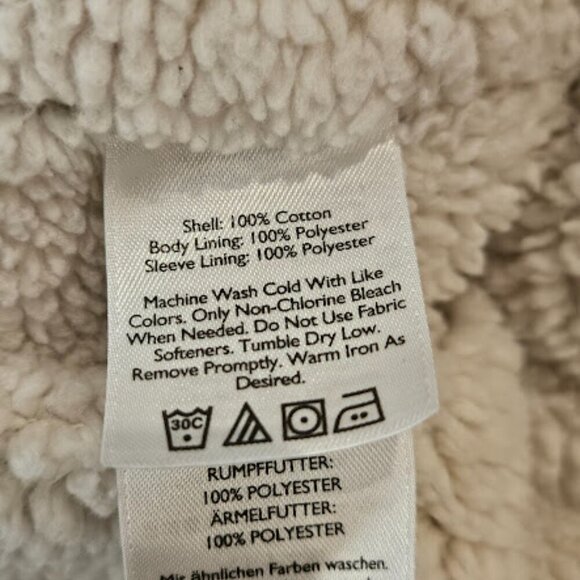 Shell: 100% Cotton
Body Lining: 100% Polyester
Sleeve Lining: 100% Polyester
Machine Wash Cold With Like
Colors. Only Non-Chlorine Bleach
When Needed. Do Not Use Fabric
Softeners. Tumble Dry Low.
Remove Promptly. Warm Iron As
Desired.
30C
RUMPFFUTTER:
100% POLYESTER
ÄRMELFUTTER:
100% POLYESTER
Mit ähnlichen Farben waschen.